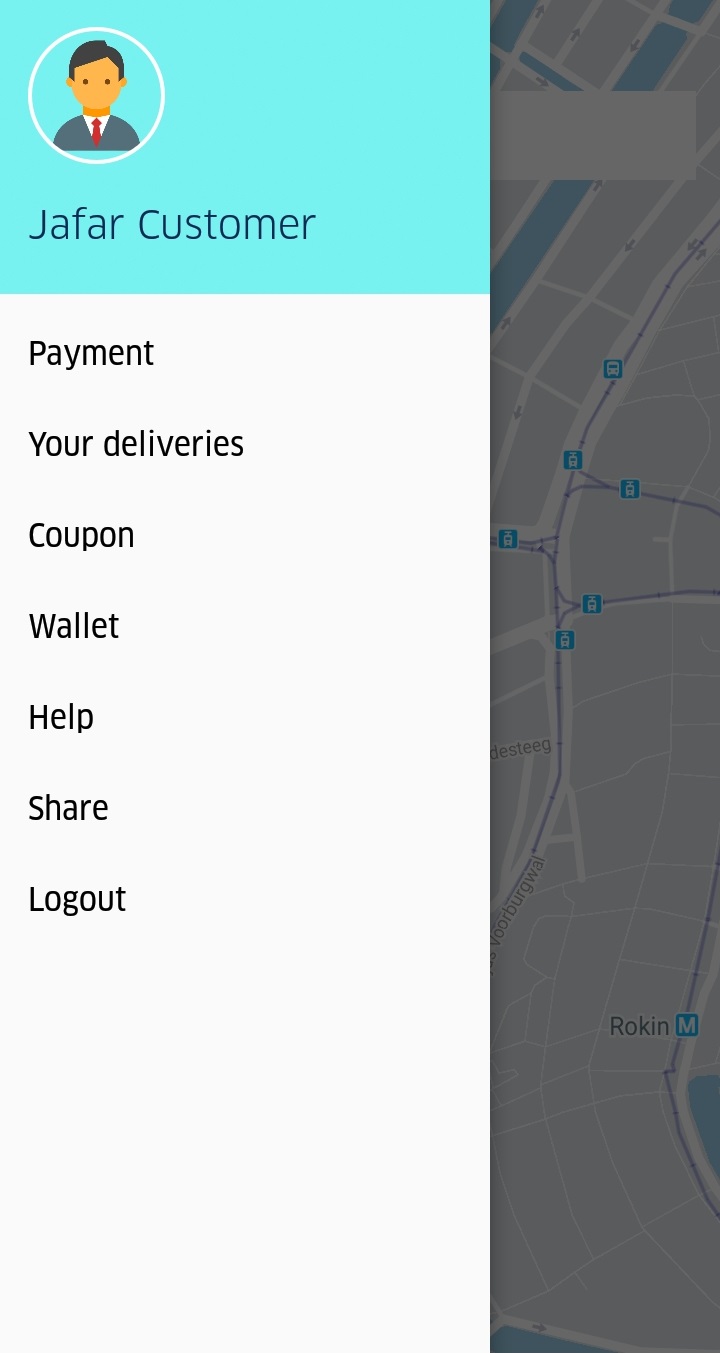 Jafar Customer
Payment
Your deliveries
Coupon
Wallet
Help
Share
Logout
desteeg
Voorburgwal
Rokin M